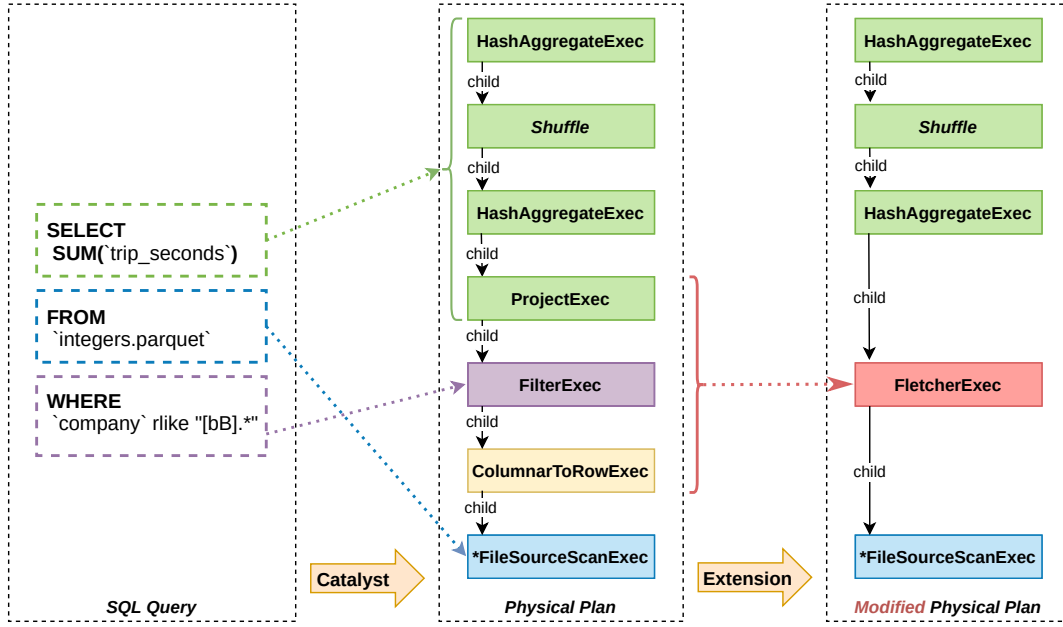 SELECT
SUM(`trip_seconds`)
FROM
`integers.parquet`
WHERE
`company` rlike "[bB].*"
SQL Query
Catalyst
HashAggregateExec
child
Shuffle
child
HashAggregateExec
child
ProjectExec
child
FilterExec
child
ColumnarToRowExec
child
*FileSourceScanExec
Physical Plan
Extension
HashAggregateExec
child
Shuffle
child
HashAggregateExec
child
FletcherExec
child
*FileSourceScanExec
Modified Physical Plan